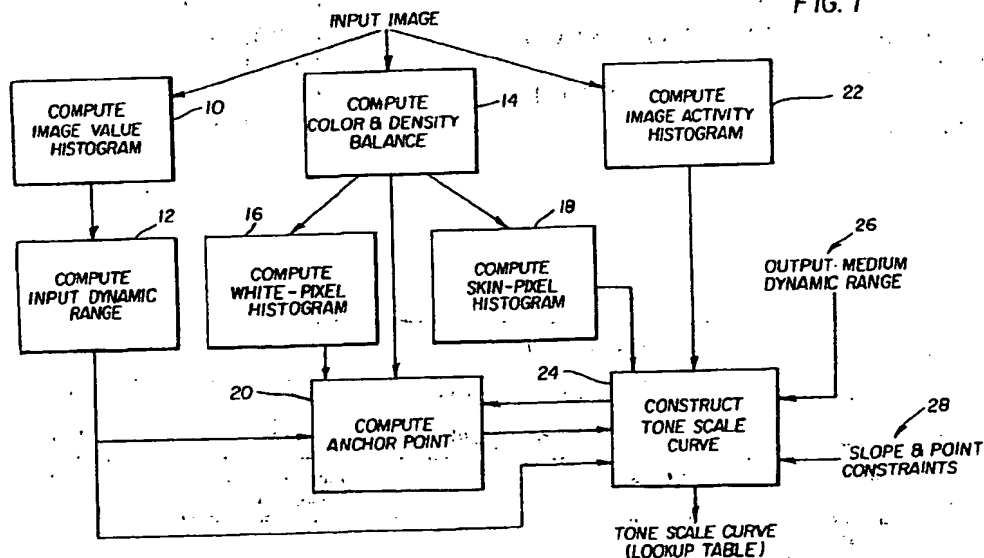 FIG. 1
INPUT IMAGE
COMPUTE
IMAGE VALUE
HISTOGRAM
10
COMPUTE
COLOR & DENSITY
BALANCE
14
COMPUTE
IMAGE ACTIVITY
HISTOGRAM
22
12
COMPUTE
INPUT DYNAMIC
RANGE
16
COMPUTE
WHITE-PIXEL
HISTOGRAM
18
COMPUTE
SKIN-PIXEL
HISTOGRAM
26
OUTPUT-MEDIUM
DYNAMIC RANGE
20
COMPUTE
ANCHOR POINT
24
CONSTRUCT
TONE SCALE
CURVE
28
SLOPE & POINT
CONSTRAINTS
TONE SCALE CURVE
(LOOKUP TABLE)